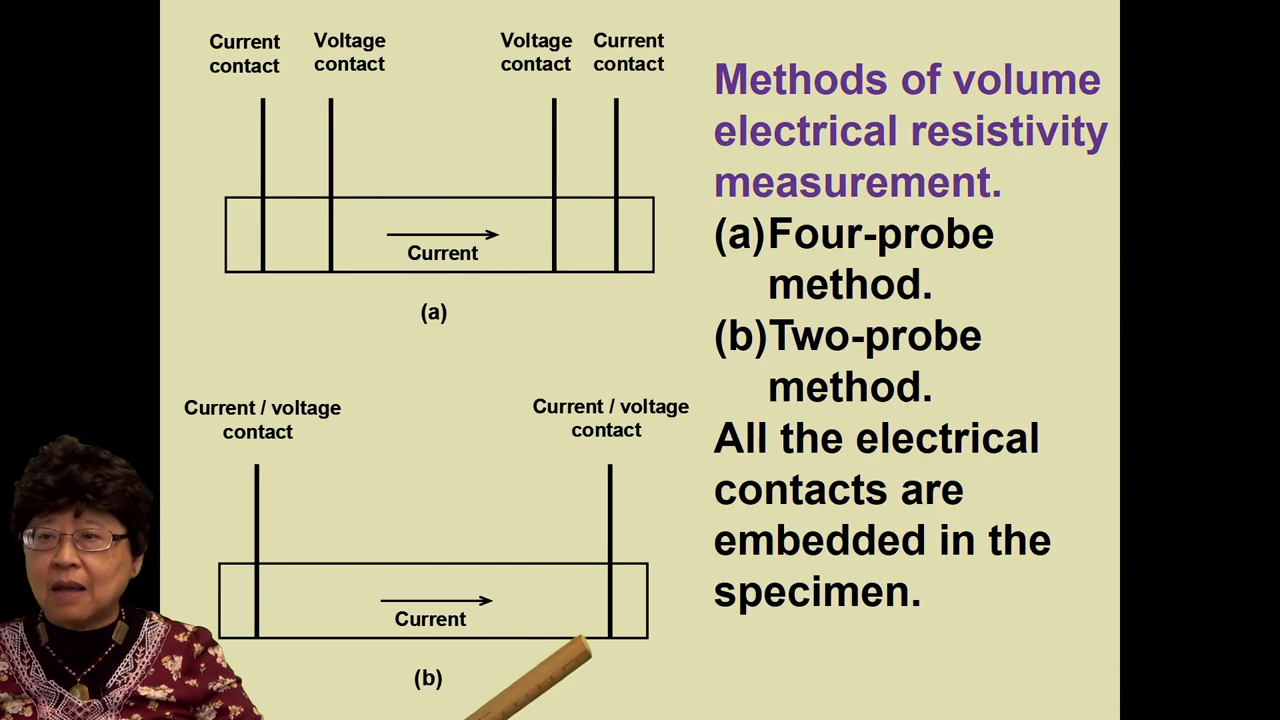 Current
contact
Voltage
contact
Voltage
contact
Current
contact
Current
(a)
Current / voltage
contact
Current / voltage
contact
Current
(b)
Methods of volume
electrical resistivity
measurement.
(a)Four-probe
method.
(b)Two-probe
method.
All the electrical
contacts are
embedded in the
specimen.